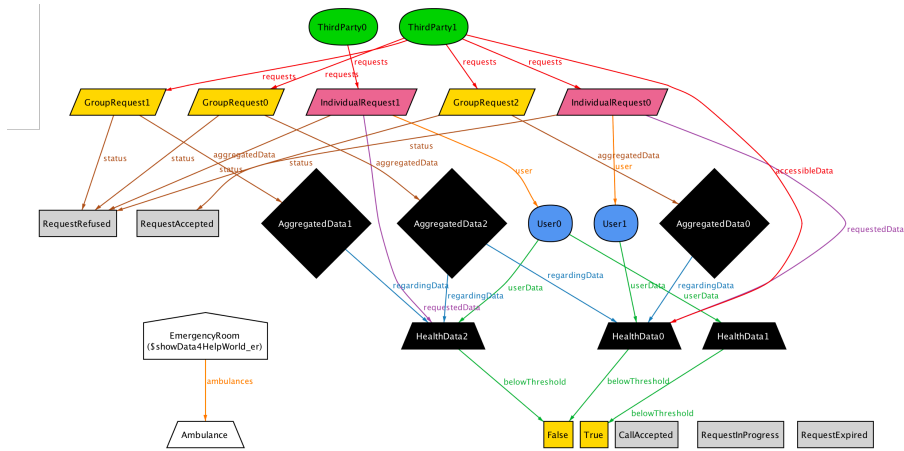 ThirdParty0
ThirdParty1
requests
requests
requests
requests
requests
GroupRequest1
GroupRequest0
IndividualRequest1
GroupRequest2
IndividualRequest0
status
status
aggregatedData
status
status
aggregatedData
status
aggregatedData
user
user
accessibleData
RequestRefused
RequestAccepted
AggregatedData1
AggregatedData2
User0
User1
AggregatedData0
requestedData
regardingData
regardingData
requestedData
userData
regardingData
userData
regardingData
userData
EmergencyRoom
($showData4HelpWorld_er)
HealthData2
HealthData0
HealthData1
ambulances
belowThreshold
belowThreshold
belowThreshold
Ambulance
False
True
CallAccepted
RequestInProgress
RequestExpired